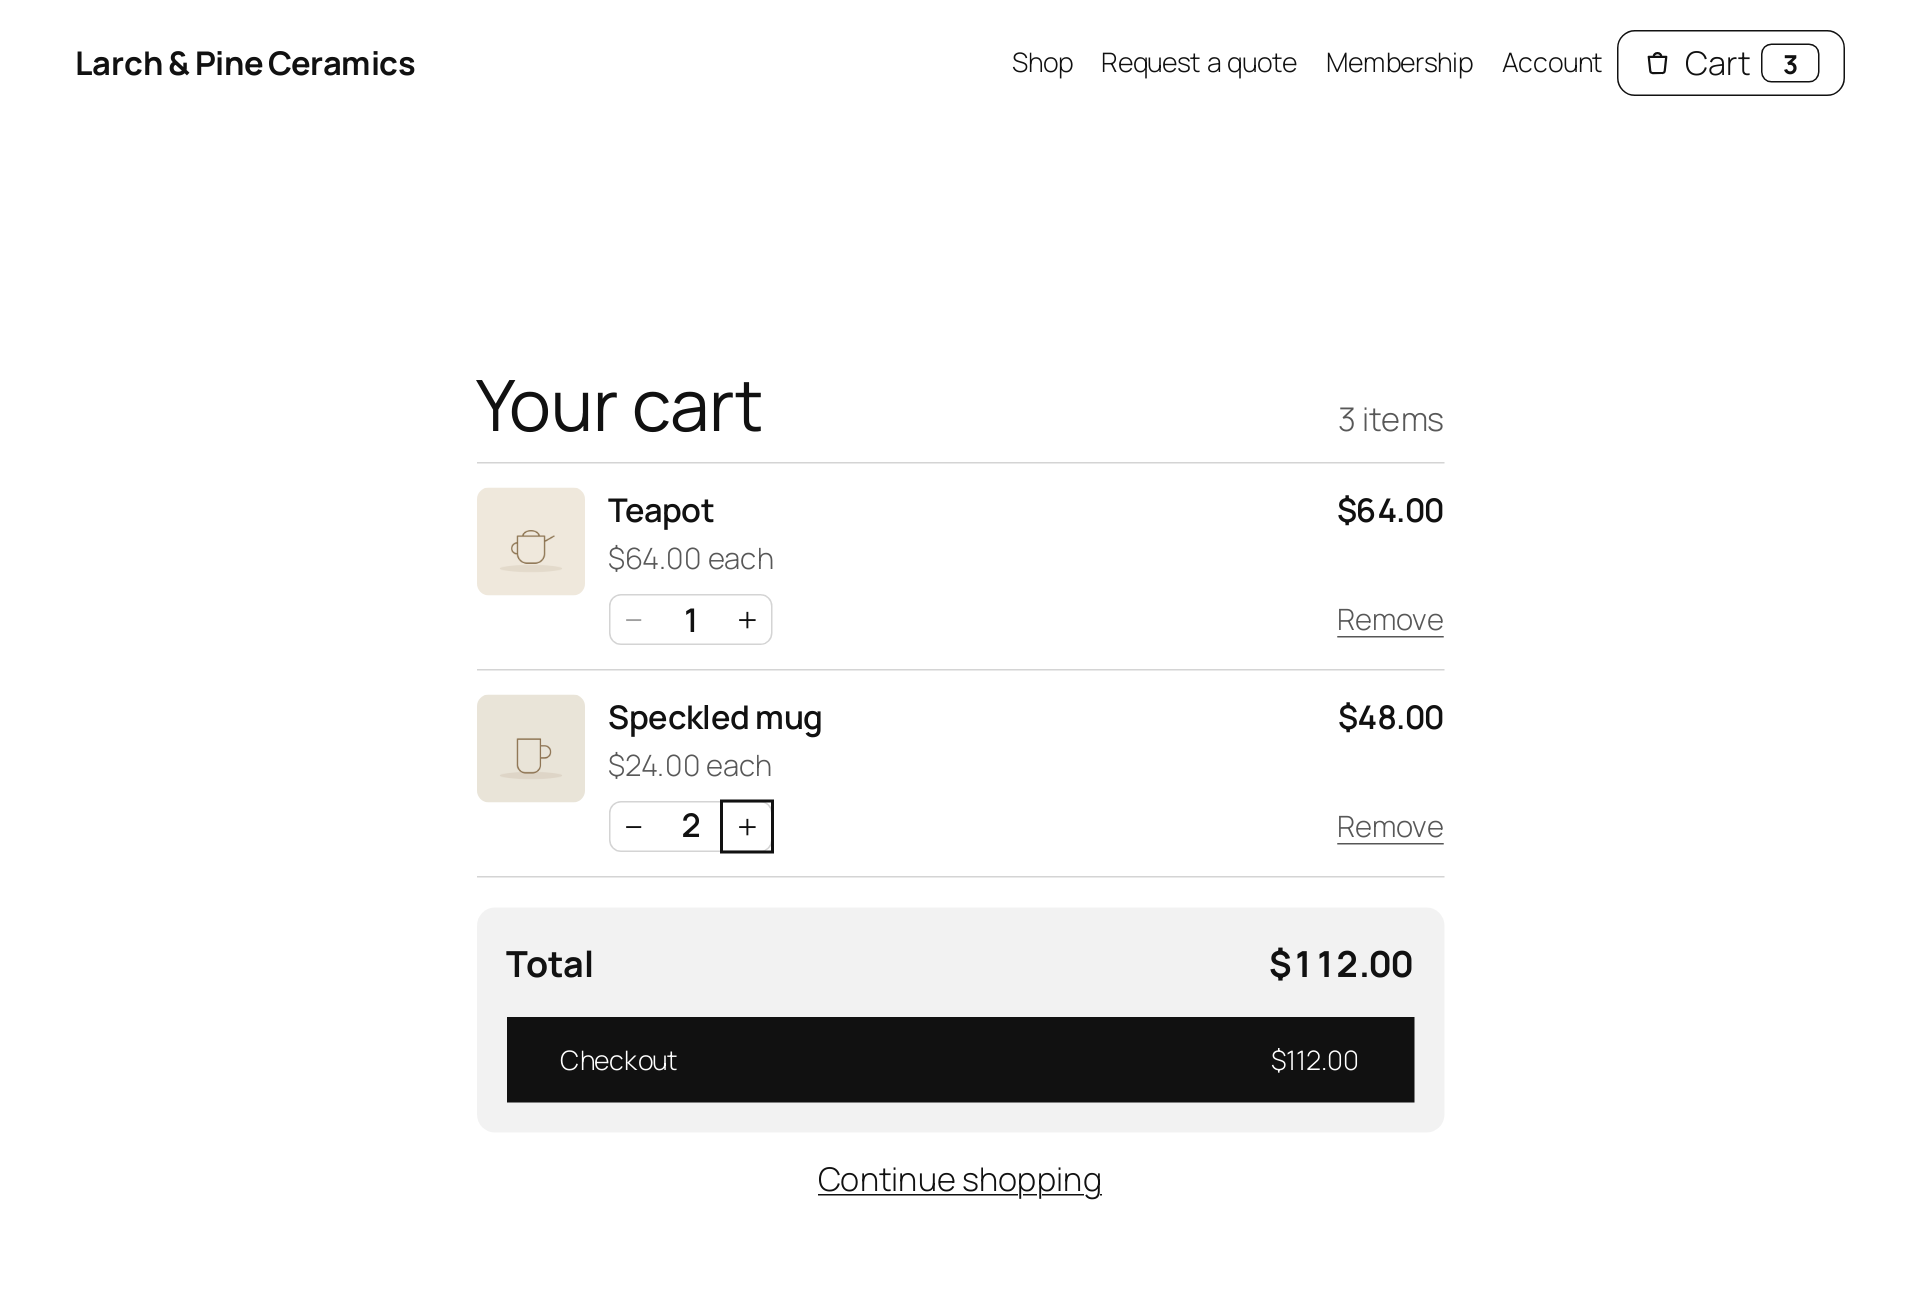 Larch & Pine Ceramics
Shop Request a quote Membership Account Cart 3
Your cart
3 items
Teapot
$64.00
$64.00 each
− 1 +
Remove
Speckled mug
$48.00
$24.00 each
− 2 +
Remove
Total
$112.00
Checkout
$112.00
Continue shopping